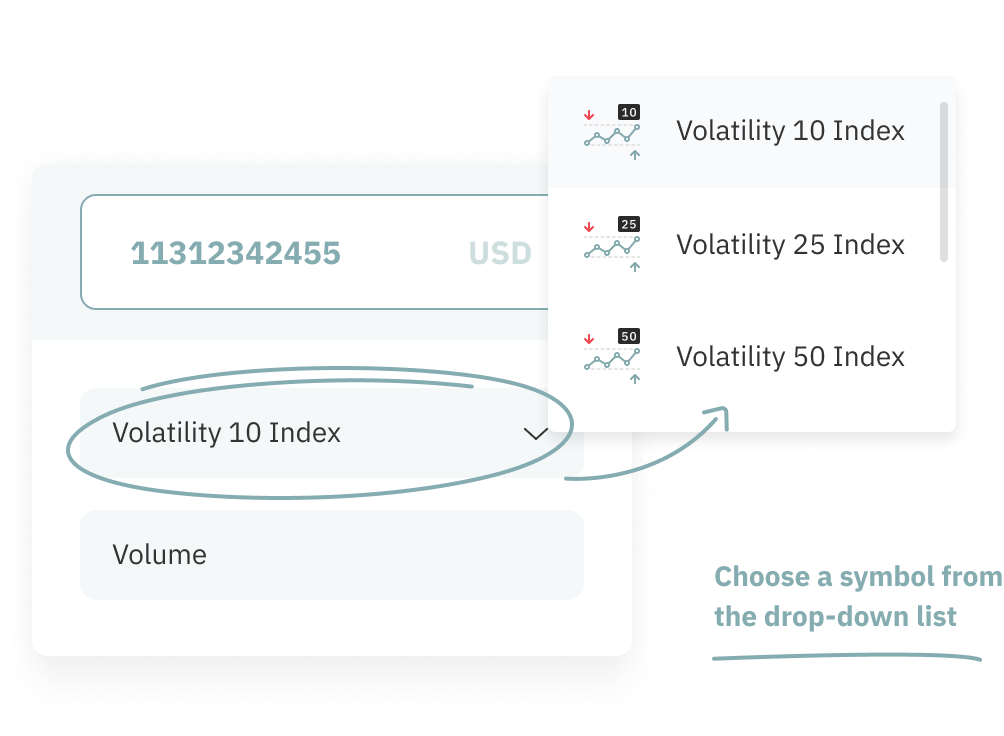 10
Volatility 10 Index
25
Volatility 25 Index
50
Volatility 50 Index
11312342455 USD
Volatility 10 Index
Volume
Choose a symbol from
the drop-down list